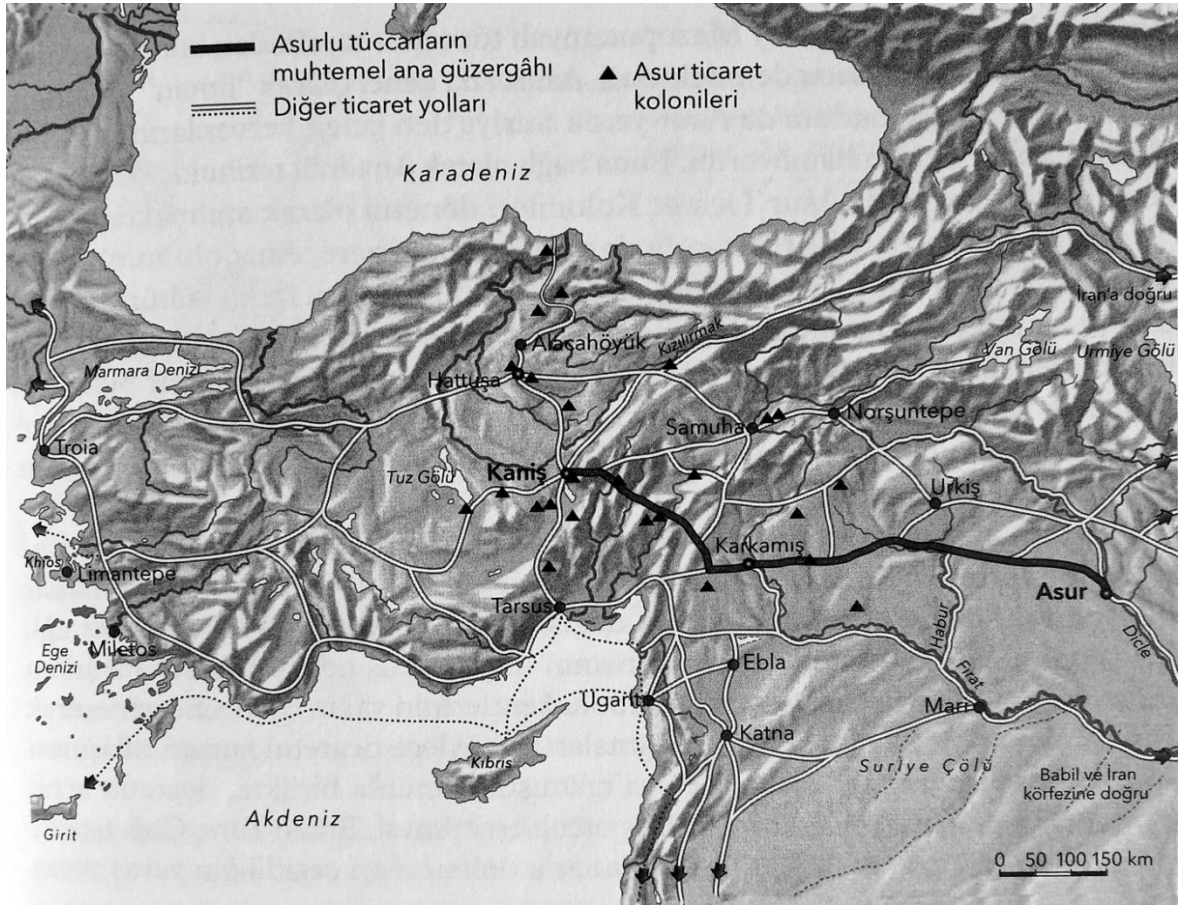 Asurlu tüccarların
muhtemel ana güzergâhı
Diğer ticaret yolları
Asur ticaret
kolonileri
Karadeniz
İran'a doğru
Marmara Denizi
Alacahöyük
Kızılırmak
Van Gölü
Urmiye Gölü
Hattuşa
Troia
Samuha
Norşuntepe
Tuz Gölü
Kaniş
Urkiş
Khios
Limantepe
Karkamış
Asur
Tarsus
Miletos
Ege
Denizi
Habur
Dicle
Ebla
Fırat
Ugarit
Mari
Katna
Kıbrıs
Suriye Çölü
Babil ve İran
körfezine doğru
Girit
Akdeniz
0 50 100 150 km